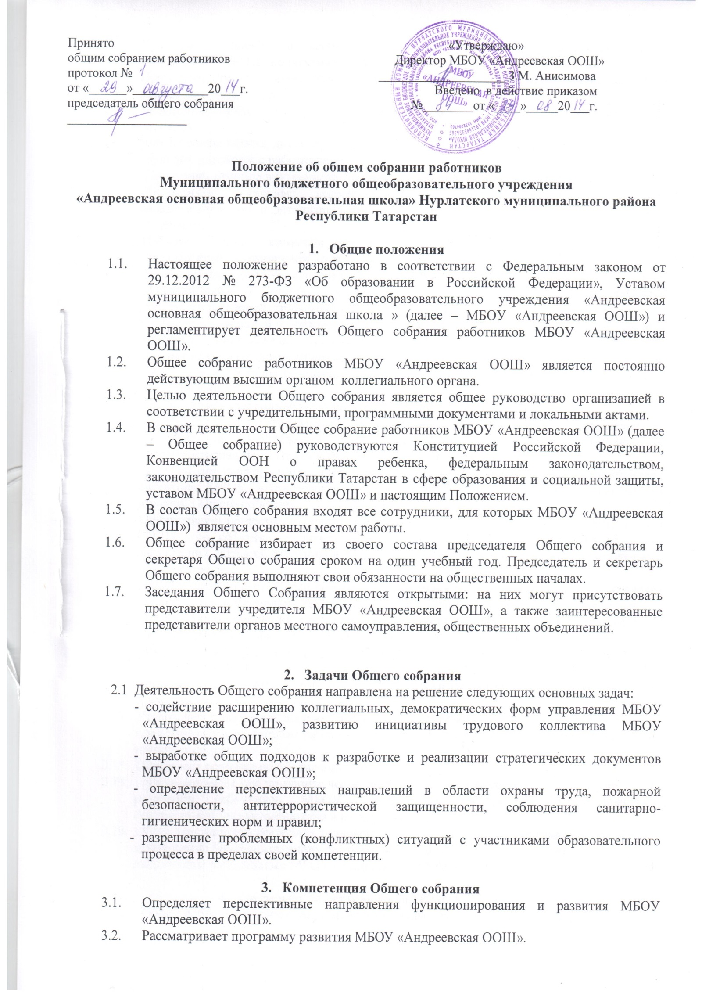 Принято
общим собранием работников
протокол № 1
от «29» августа 2014г.
председатель общего собрания
«Утверждаю»
Директор МБОУ «Андреевская ООШ»
З.М. Анисимова
Введено в действие приказом
№ 84 от « » 08 2014г.
МБОУ
«АНДРЕЕВСКАЯ
ООШ»
Положение об общем собрании работников
Муниципального бюджетного общеобразовательного учреждения
«Андреевская основная общеобразовательная школа» Нурлатского муниципального района
Республики Татарстан
1. Общие положения
1.1. Настоящее положение разработано в соответствии с Федеральным законом от
29.12.2012 № 273-ФЗ «Об образовании в Российской Федерации», Уставом
муниципального бюджетного общеобразовательного учреждения «Андреевская
основная общеобразовательная школа » (далее – МБОУ «Андреевская ООШ») и
регламентирует деятельность Общего собрания работников МБОУ «Андреевская
ООШ».
1.2. Общее собрание работников МБОУ «Андреевская ООШ» является постоянно
действующим высшим органом коллегиального органа.
1.3. Целью деятельности Общего собрания является общее руководство организацией в
соответствии с учредительными, программными документами и локальными актами.
1.4. В своей деятельности Общее собрание работников МБОУ «Андреевская ООШ» (далее
– Общее собрание) руководствуются Конституцией Российской Федерации,
Конвенцией ООН о правах ребенка, федеральным законодательством,
законодательством Республики Татарстан в сфере образования и социальной защиты,
уставом МБОУ «Андреевская ООШ» и настоящим Положением.
1.5. В состав Общего собрания входят все сотрудники, для которых МБОУ «Андреевская
ООШ») является основным местом работы.
1.6. Общее собрание избирает из своего состава председателя Общего собрания и
секретаря Общего собрания сроком на один учебный год. Председатель и секретарь
Общего собрания выполняют свои обязанности на общественных началах.
1.7. Заседания Общего Собрания являются открытыми: на них могут присутствовать
представители учредителя МБОУ «Андреевская ООШ», а также заинтересованные
представители органов местного самоуправления, общественных объединений.
2. Задачи Общего собрания
2.1 Деятельность Общего собрания направлена на решение следующих основных задач:
- содействие расширению коллегиальных, демократических форм управления МБОУ
«Андреевская ООШ», развитию инициативы трудового коллектива МБОУ
«Андреевская ООШ»;
- выработке общих подходов к разработке и реализации стратегических документов
МБОУ «Андреевская ООШ»;
- определение перспективных направлений в области охраны труда, пожарной
безопасности, антитеррористической защищенности, соблюдения санитарно-
гигиенических норм и правил;
- разрешение проблемных (конфликтных) ситуаций с участниками образовательного
процесса в пределах своей компетенции.
3. Компетенция Общего собрания
3.1. Определяет перспективные направления функционирования и развития МБОУ
«Андреевская ООШ».
3.2. Рассматривает программу развития МБОУ «Андреевская ООШ».